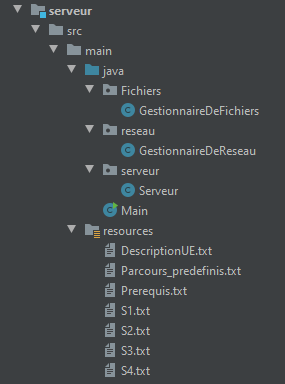 serveur
src
main
java
Fichiers
GestionnaireDeFichiers
reseau
GestionnaireDeReseau
serveur
Serveur
Main
resources
DescriptionUE.txt
Parcours_predefinis.txt
Prerequis.txt
S1.txt
S2.txt
S3.txt
S4.txt